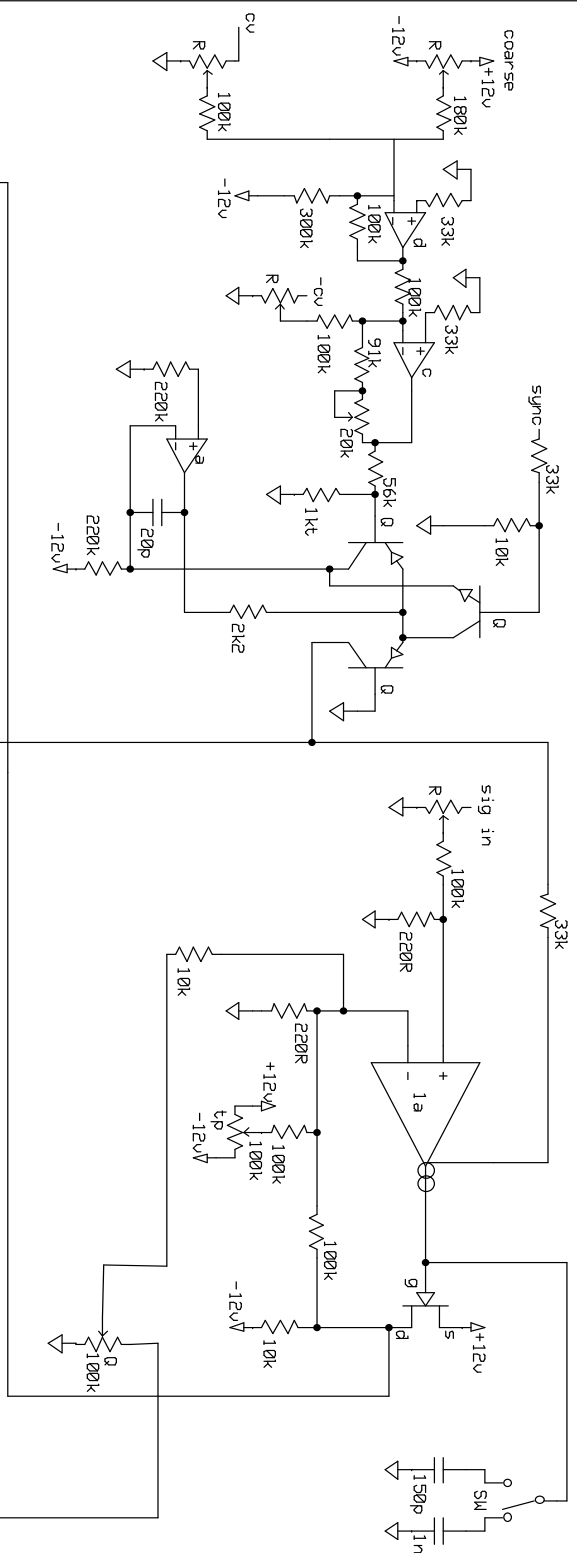 coarse
+12v
-12v
R
180k
cv
R
100k
-12v
300k
100k
33k
+
-
d
100k
33k
+
-
c
-cv
R
100k
91k
20k
220k
+
-
a
20p
220k
-12v
56k
1kt
Q
sync
33k
10k
Q
2k2
Q
sig in
R
100k
220R
33k
10k
220R
+
-
1a
+12v
tp
-12v
100k
100k
100k
10k
-12v
g
s
d
+12v
Q
100k
SW
150p
1n